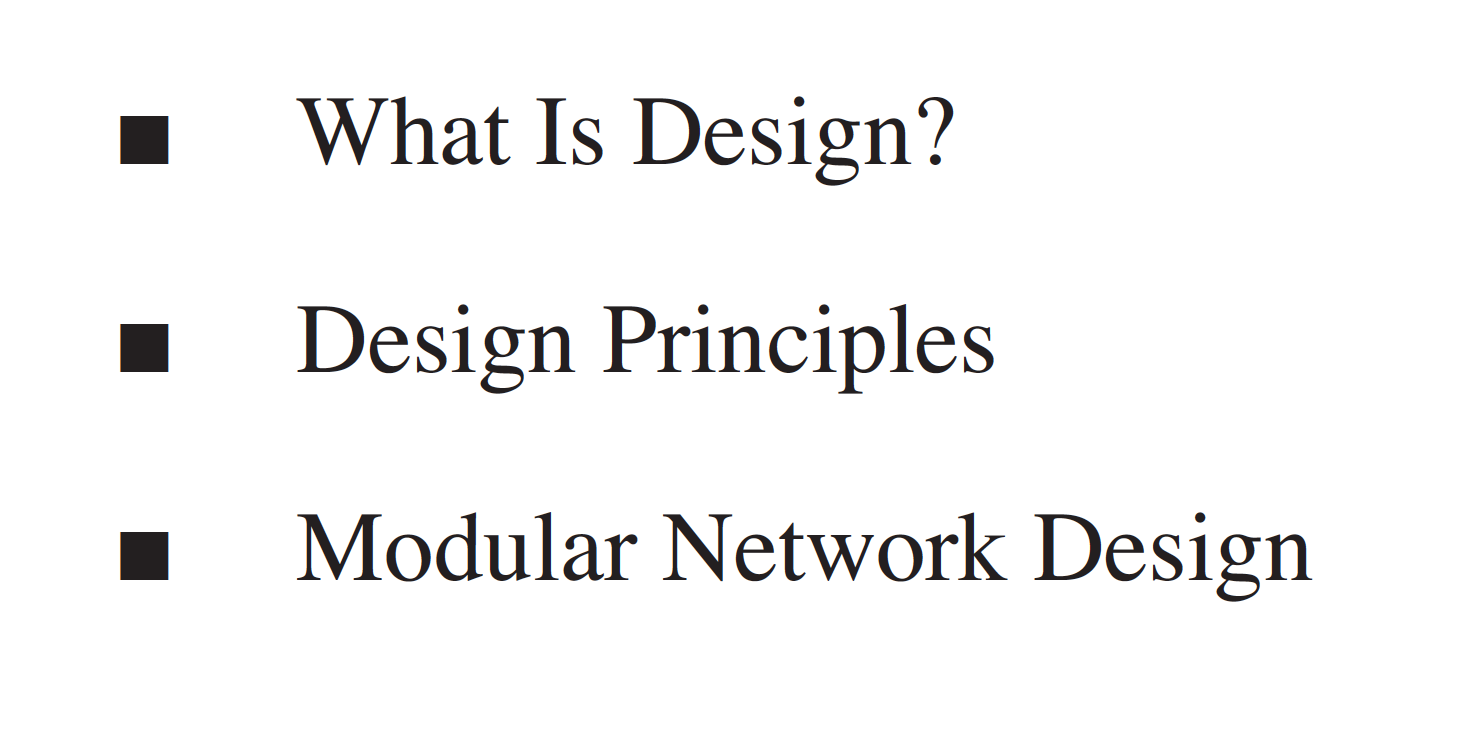 ■ What Is Design?
■ Design Principles
■ Modular Network Design